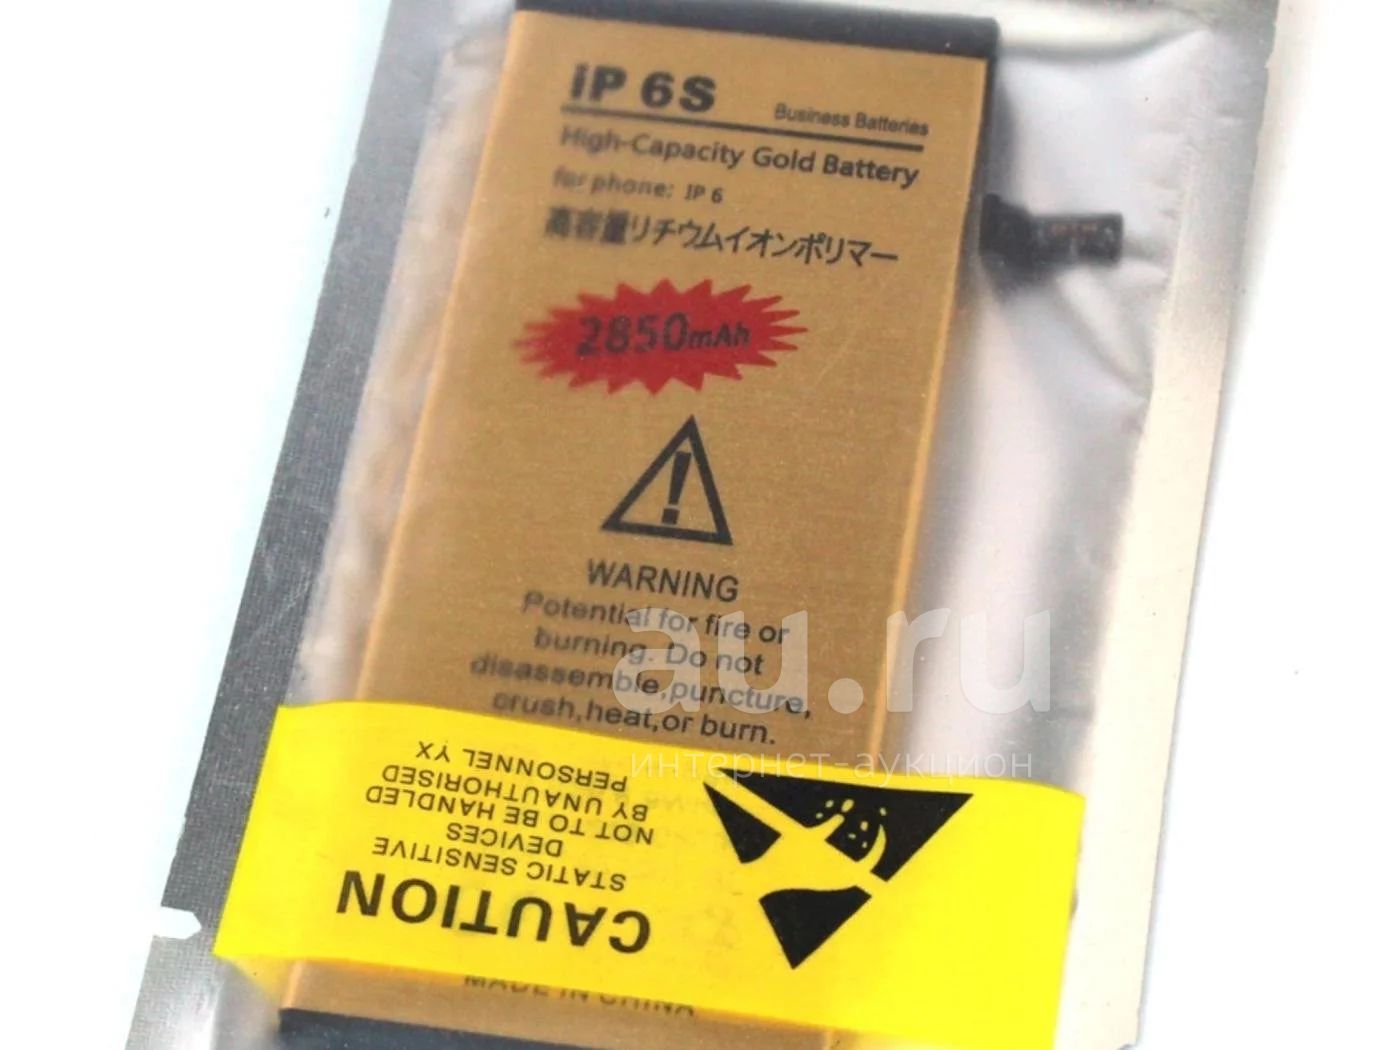 iP 6S
Business Batteries
High-Capacity Gold Battery
for phone: IP 6
高容量リチウムイオンポリマー
2850mAh
WARNING
Potential for fire or
burning. Do not
disassemble,puncture,
crush,heat,or burn.
au.ru
интернет-аукцион
CAUTION
STATIC SENSITIVE
DEVICES
NOT TO BE HANDLED
BY UNAUTHORISED
PERSONNEL YX
MADE IN CHINA